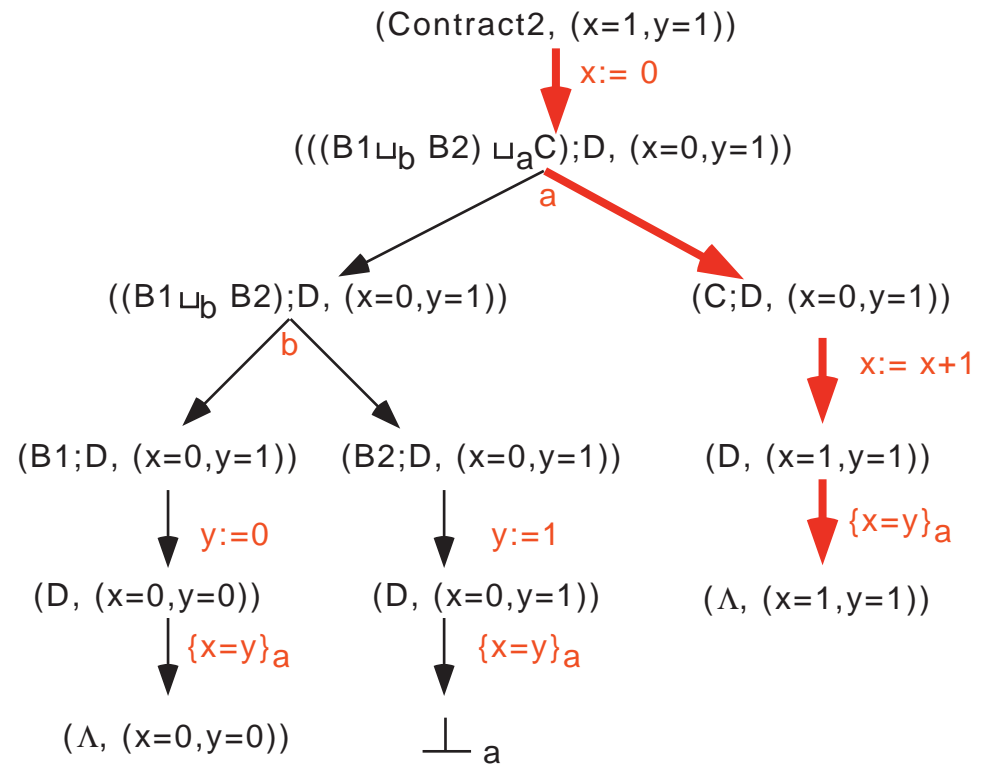 (Contract2, (x=1,y=1))
x:= 0
(((B1⊔b B2) ⊔aC);D, (x=0,y=1))
a
((B1⊔b B2);D, (x=0,y=1))
(C;D, (x=0,y=1))
b
x:= x+1
(B1;D, (x=0,y=1))
(B2;D, (x=0,y=1))
(D, (x=1,y=1))
y:=0
y:=1
{x=y}a
(D, (x=0,y=0))
(D, (x=0,y=1))
(Λ, (x=1,y=1))
{x=y}a
{x=y}a
(Λ, (x=0,y=0))
⊥a